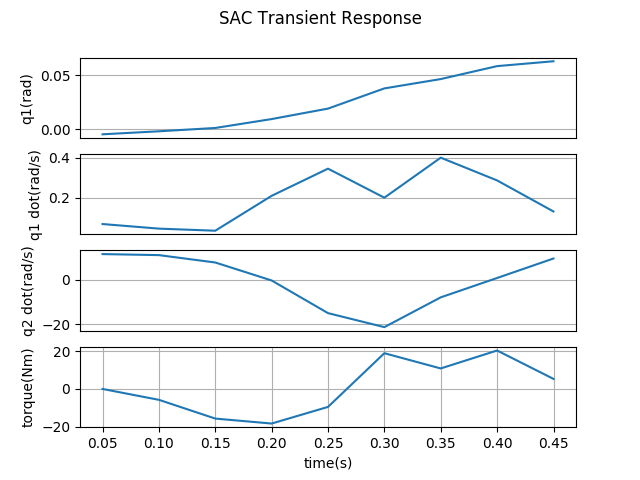 SAC Transient Response
0.05
0.00
q1(rad)
0.4
0.2
q1 dot(rad/s)
0
−20
q2 dot(rad/s)
20
0
−20
torque(Nm)
0.05 0.10 0.15 0.20 0.25 0.30 0.35 0.40 0.45
time(s)